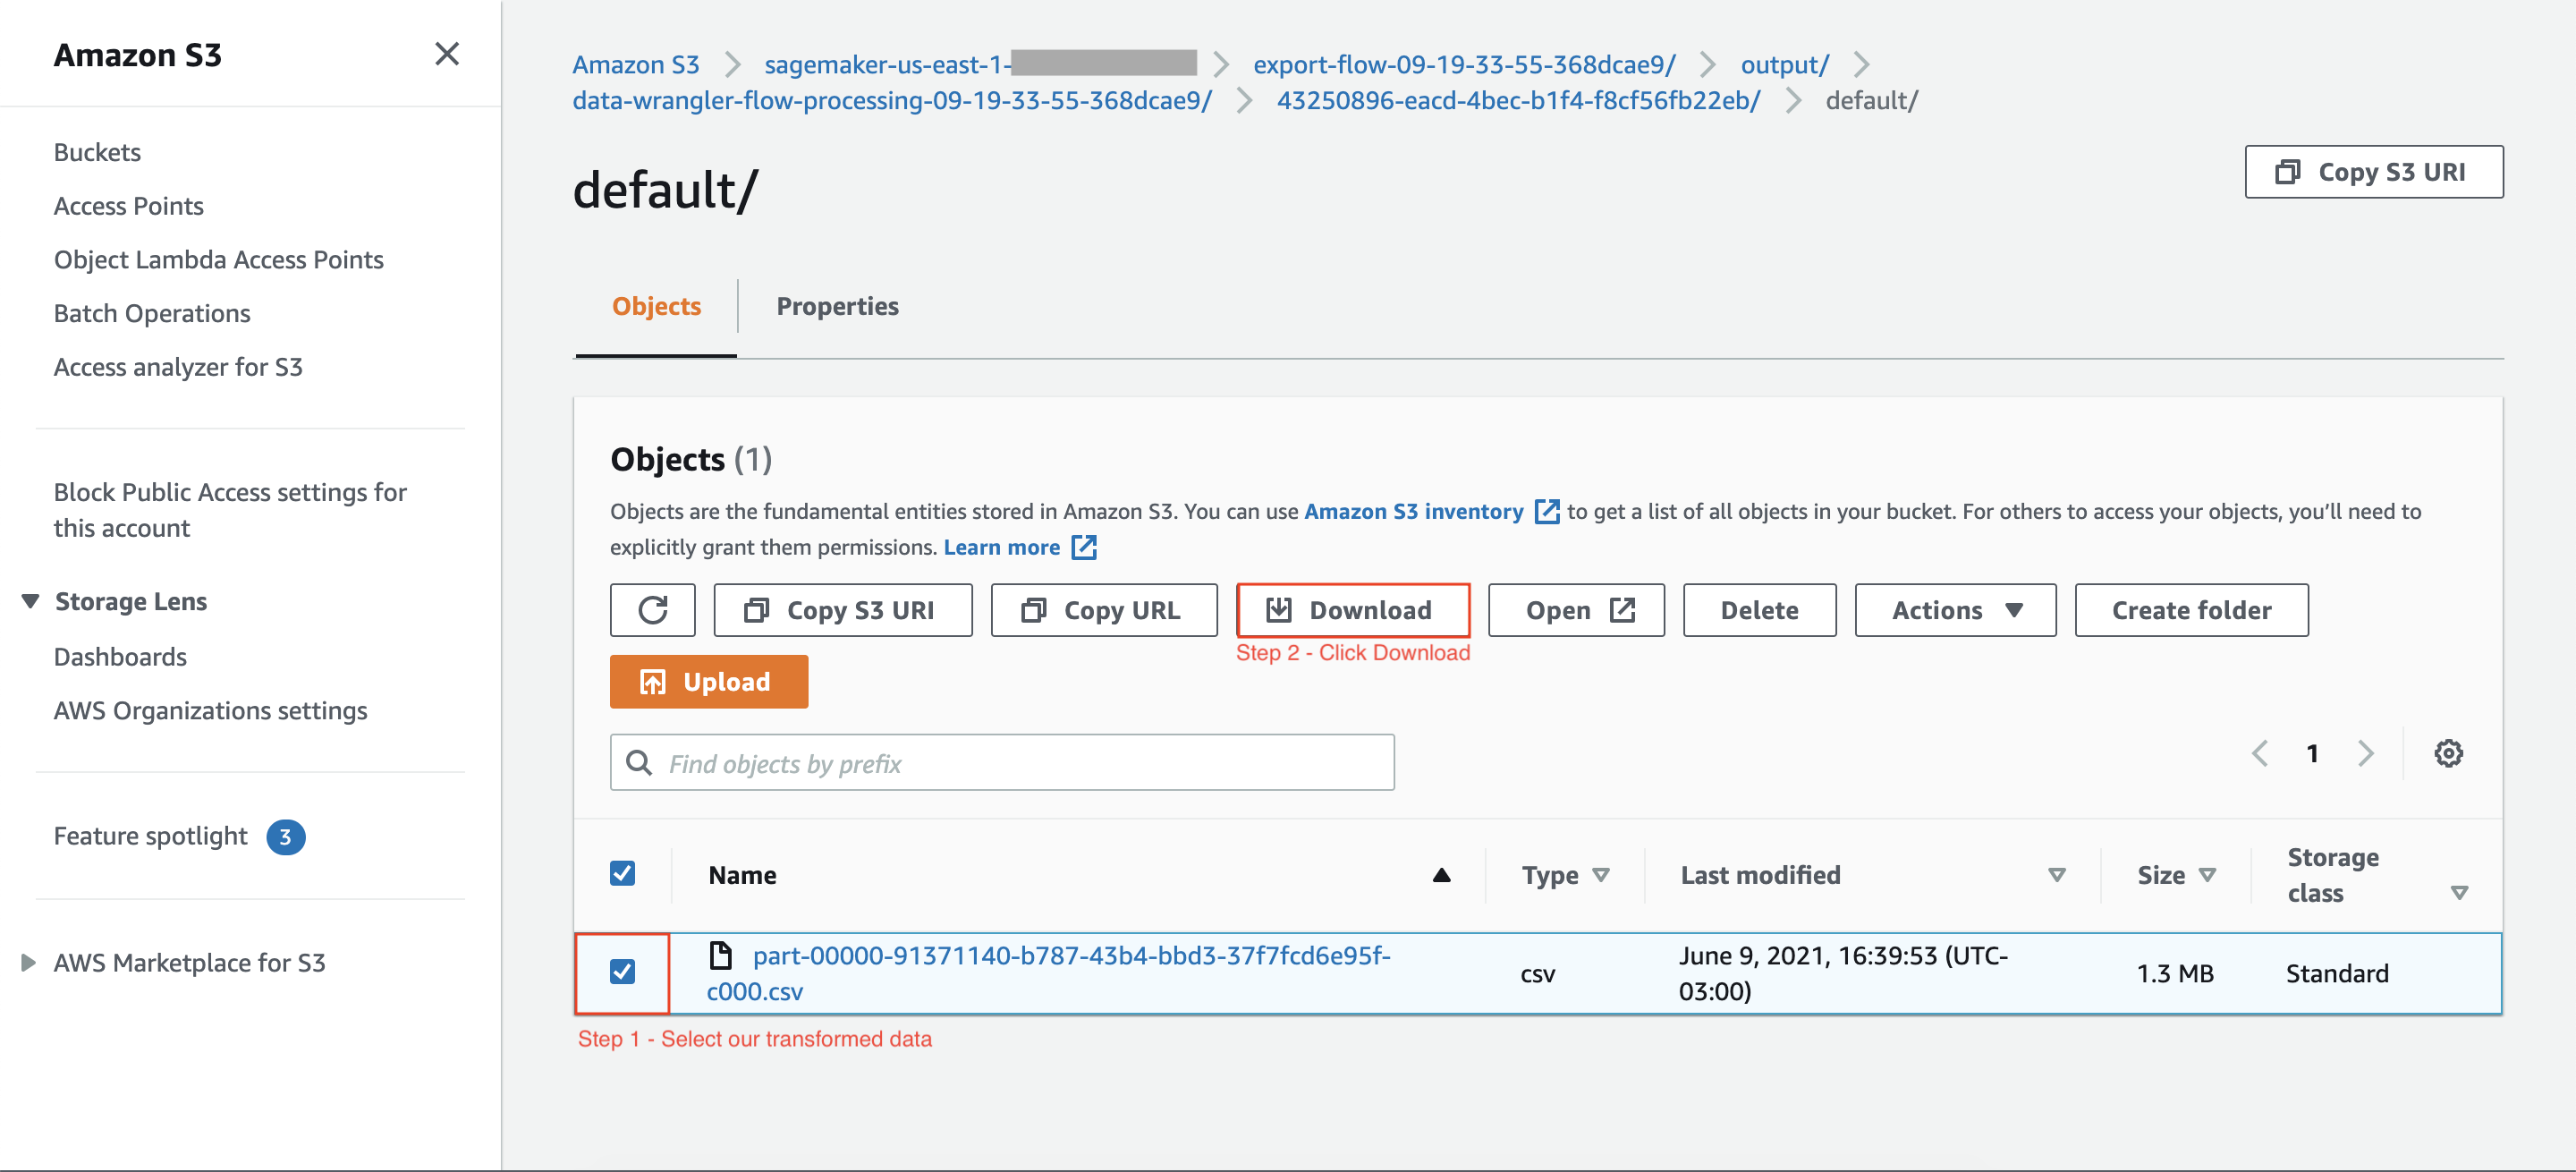 Amazon S3
Buckets
Access Points
Object Lambda Access Points
Batch Operations
Access analyzer for S3
Block Public Access settings for
this account
Storage Lens
Dashboards
AWS Organizations settings
Feature spotlight 3
AWS Marketplace for S3
Amazon S3 sagemaker-us-east-1- export-flow-09-19-33-55-368dcae9/ output/
data-wrangler-flow-processing-09-19-33-55-368dcae9/ 43250896-eacd-4bec-b1f4-f8cf56fb22eb/ default/
default/
Copy S3 URI
Objects Properties
Objects (1)
Objects are the fundamental entities stored in Amazon S3. You can use Amazon S3 inventory to get a list of all objects in your bucket. For others to access your objects, you’ll need to
explicitly grant them permissions. Learn more
Copy S3 URI Copy URL Download Open Delete Actions Create folder
Step 2 - Click Download
Upload
Find objects by prefix
1
Name Type Last modified Size Storage
class
part-00000-91371140-b787-43b4-bbd3-37f7fcd6e95f-
c000.csv
csv
June 9, 2021, 16:39:53 (UTC-
03:00)
1.3 MB
Standard
Step 1 - Select our transformed data